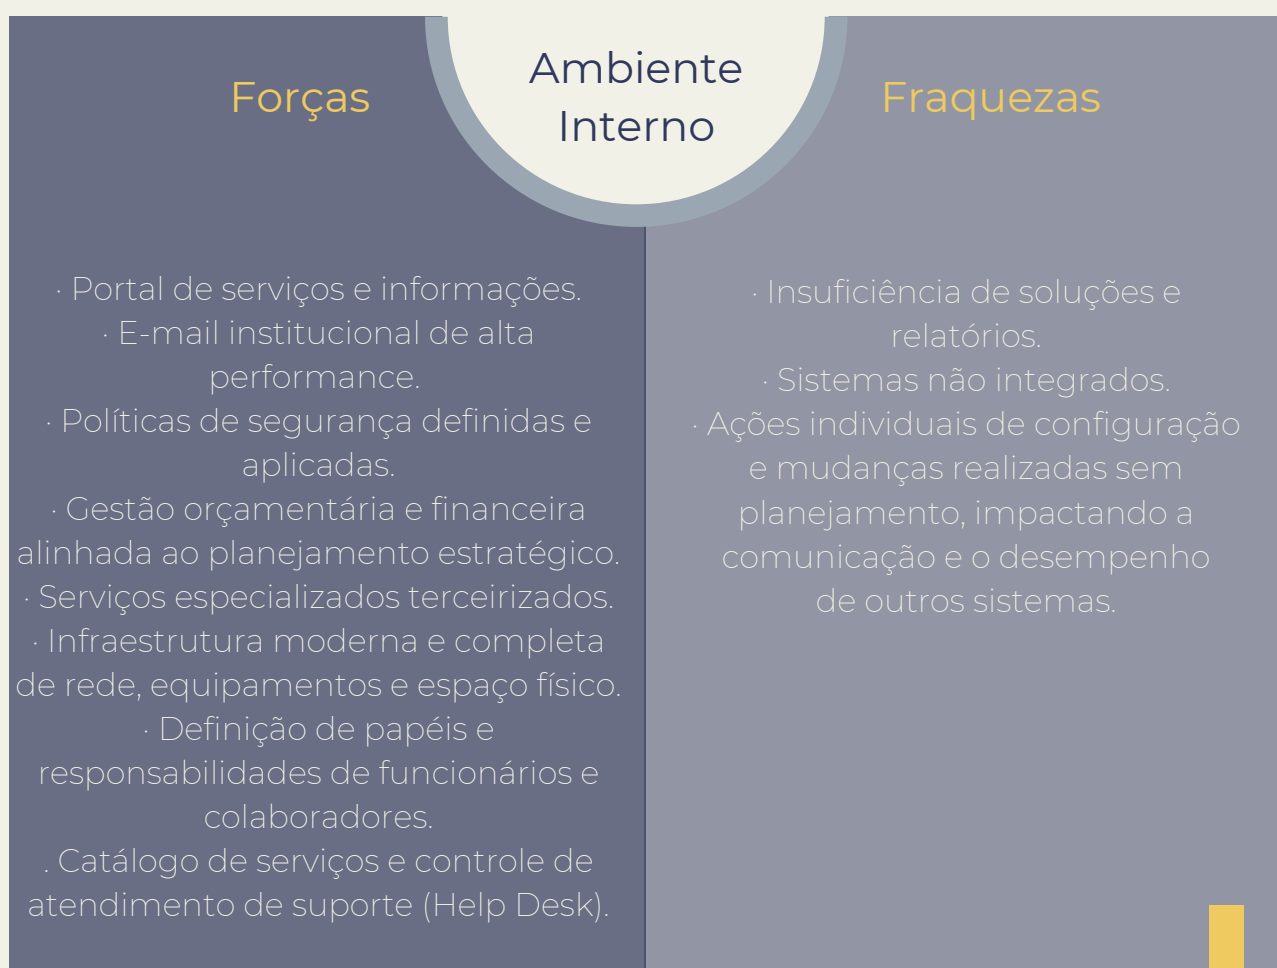 Ambiente
Interno
Forças
· Portal de serviços e informações.
· E-mail institucional de alta
performance.
· Políticas de segurança definidas e
aplicadas.
· Gestão orçamentária e financeira
alinhada ao planejamento estratégico.
· Serviços especializados terceirizados.
· Infraestrutura moderna e completa
de rede, equipamentos e espaço físico.
· Definição de papéis e
responsabilidades de funcionários e
colaboradores.
. Catálogo de serviços e controle de
atendimento de suporte (Help Desk).
Fraquezas
· Insuficiência de soluções e
relatórios.
· Sistemas não integrados.
· Ações individuais de configuração
e mudanças realizadas sem
planejamento, impactando a
comunicação e o desempenho
de outros sistemas.